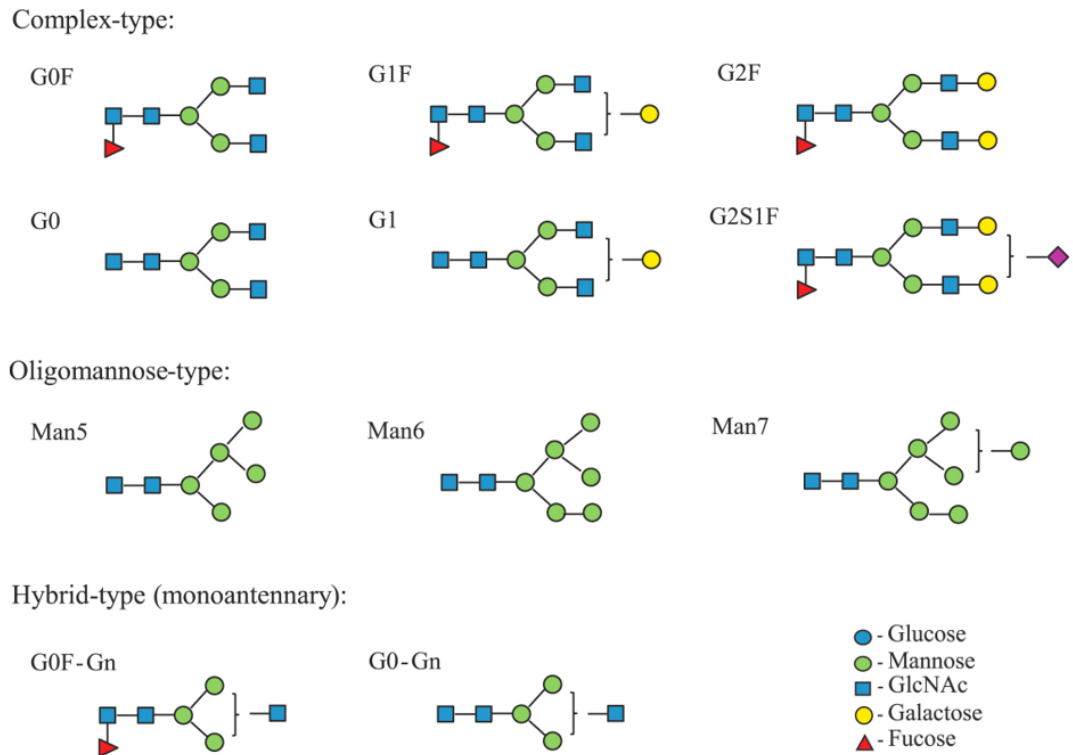 Complex-type:
G0F
G1F
G2F
G0
G1
G2S1F
Oligomannose-type:
Man5
Man6
Man7
Hybrid-type (monoantennary):
G0F-Gn
G0-Gn
- Glucose
- Mannose
- GlcNAc
- Galactose
- Fucose